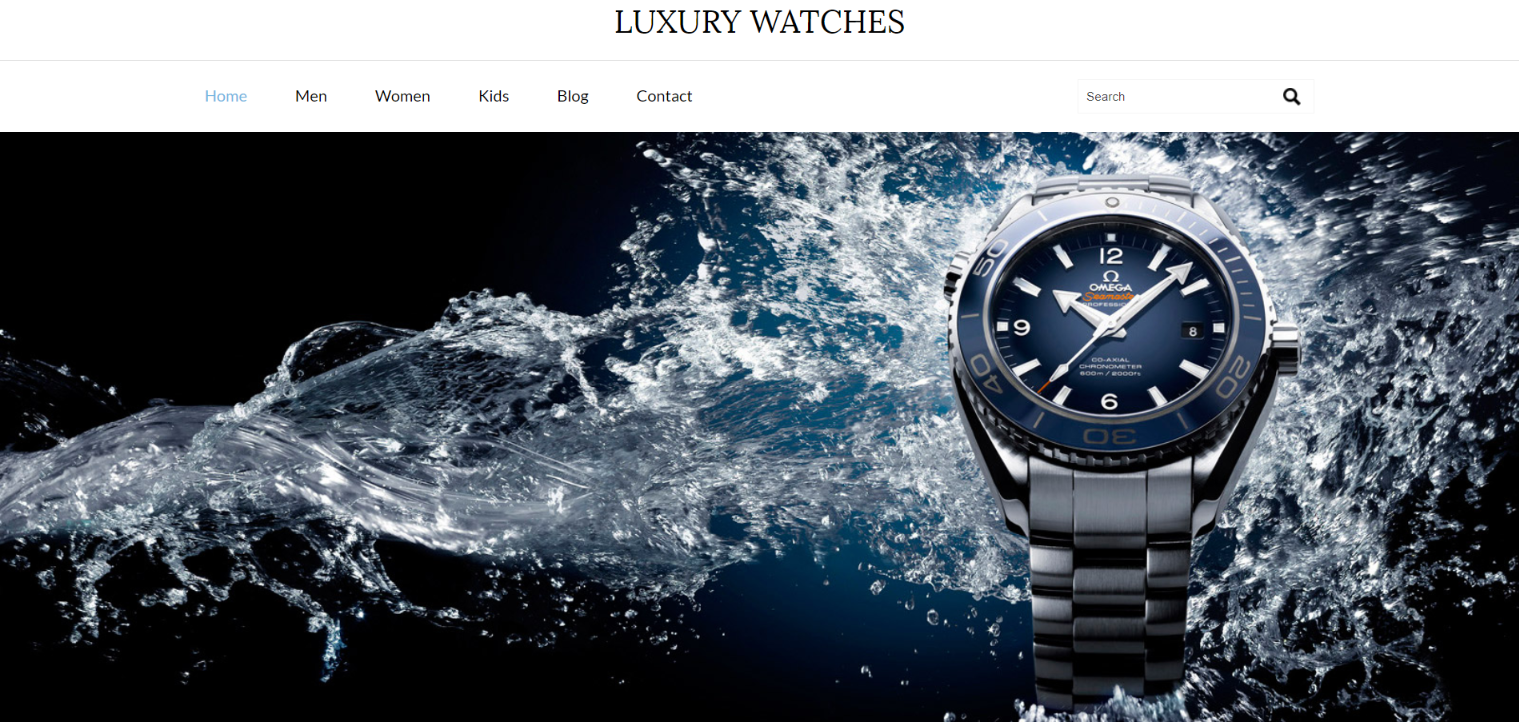 LUXURY WATCHES
Home Men Women Kids Blog Contact Search
50
12
Ω
OMEGA
Seamaster
PROFESSIONAL
9
8
CO-AXIAL
CHRONOMETER
600m / 2000ft
40
20
6
30